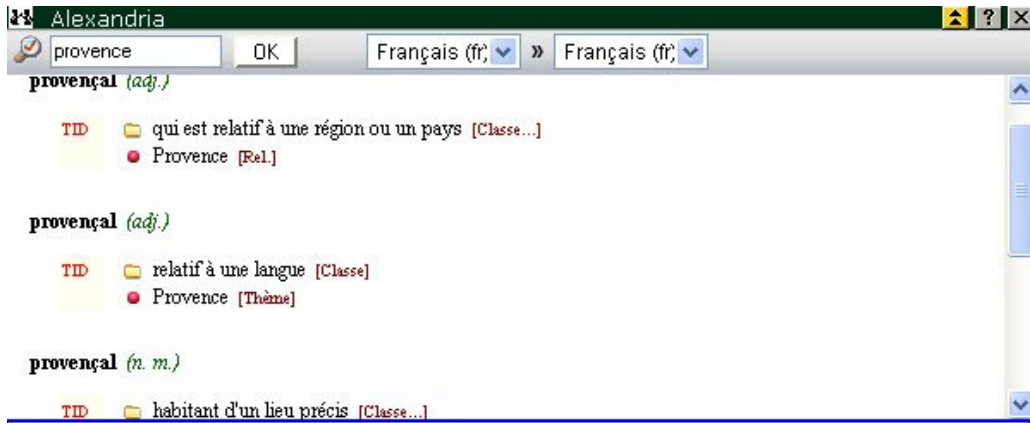 Alexandria
provence OK Français (fr, » Français (fr,
provençal (adj.)
TID qui est relatif à une région ou un pays [Classe...]
Provence [Rel.]
provençal (adj.)
TID relatif à une langue [Classe]
Provence [Thème]
provençal (n. m.)
TID habitant d'un lieu précis [Classe...]